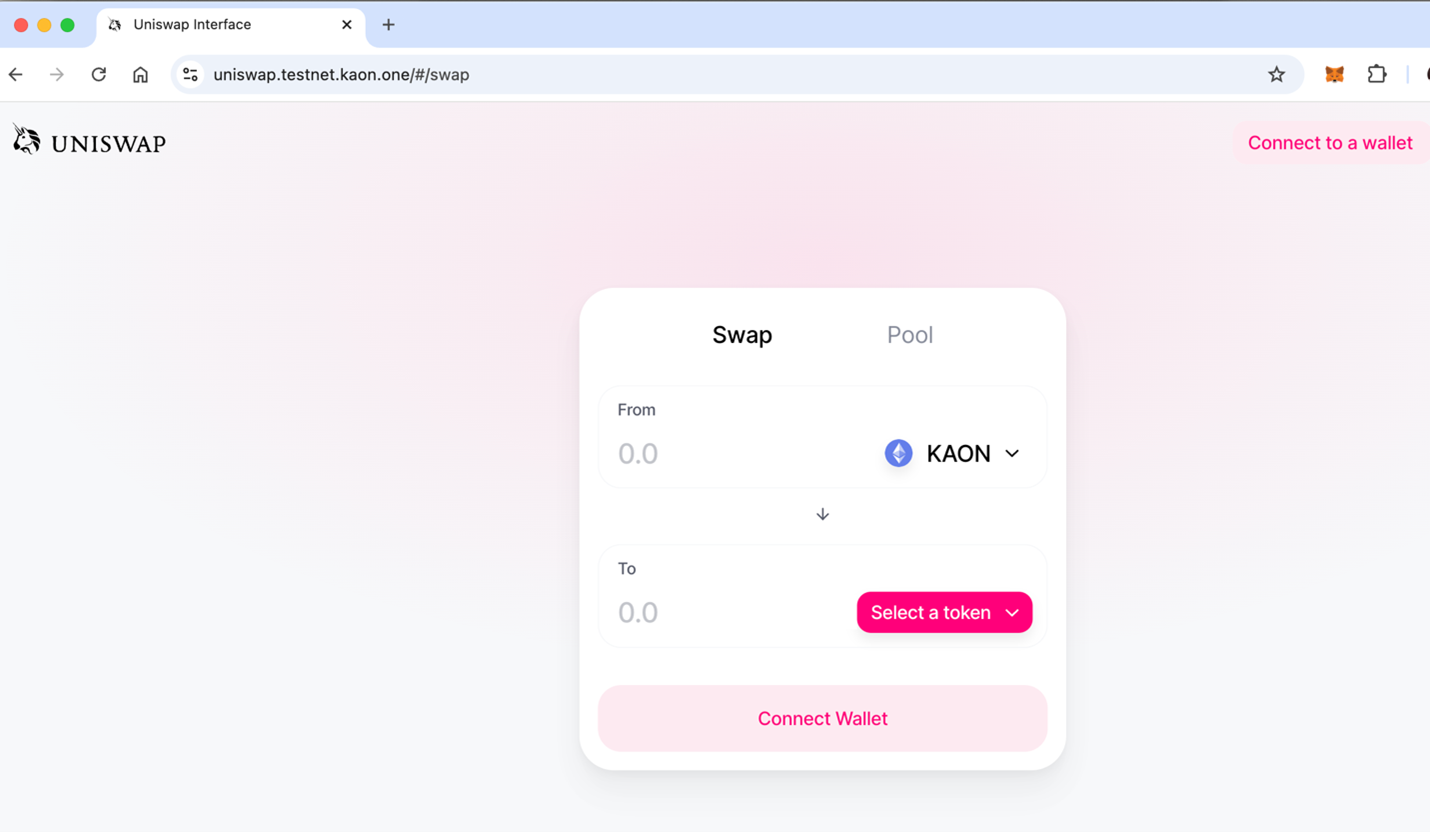 Uniswap Interface
uniswap.testnet.kaon.one/#/swap
UNISWAP
Connect to a wallet
Swap Pool
From
0.0 KAON
To
0.0 Select a token
Connect Wallet